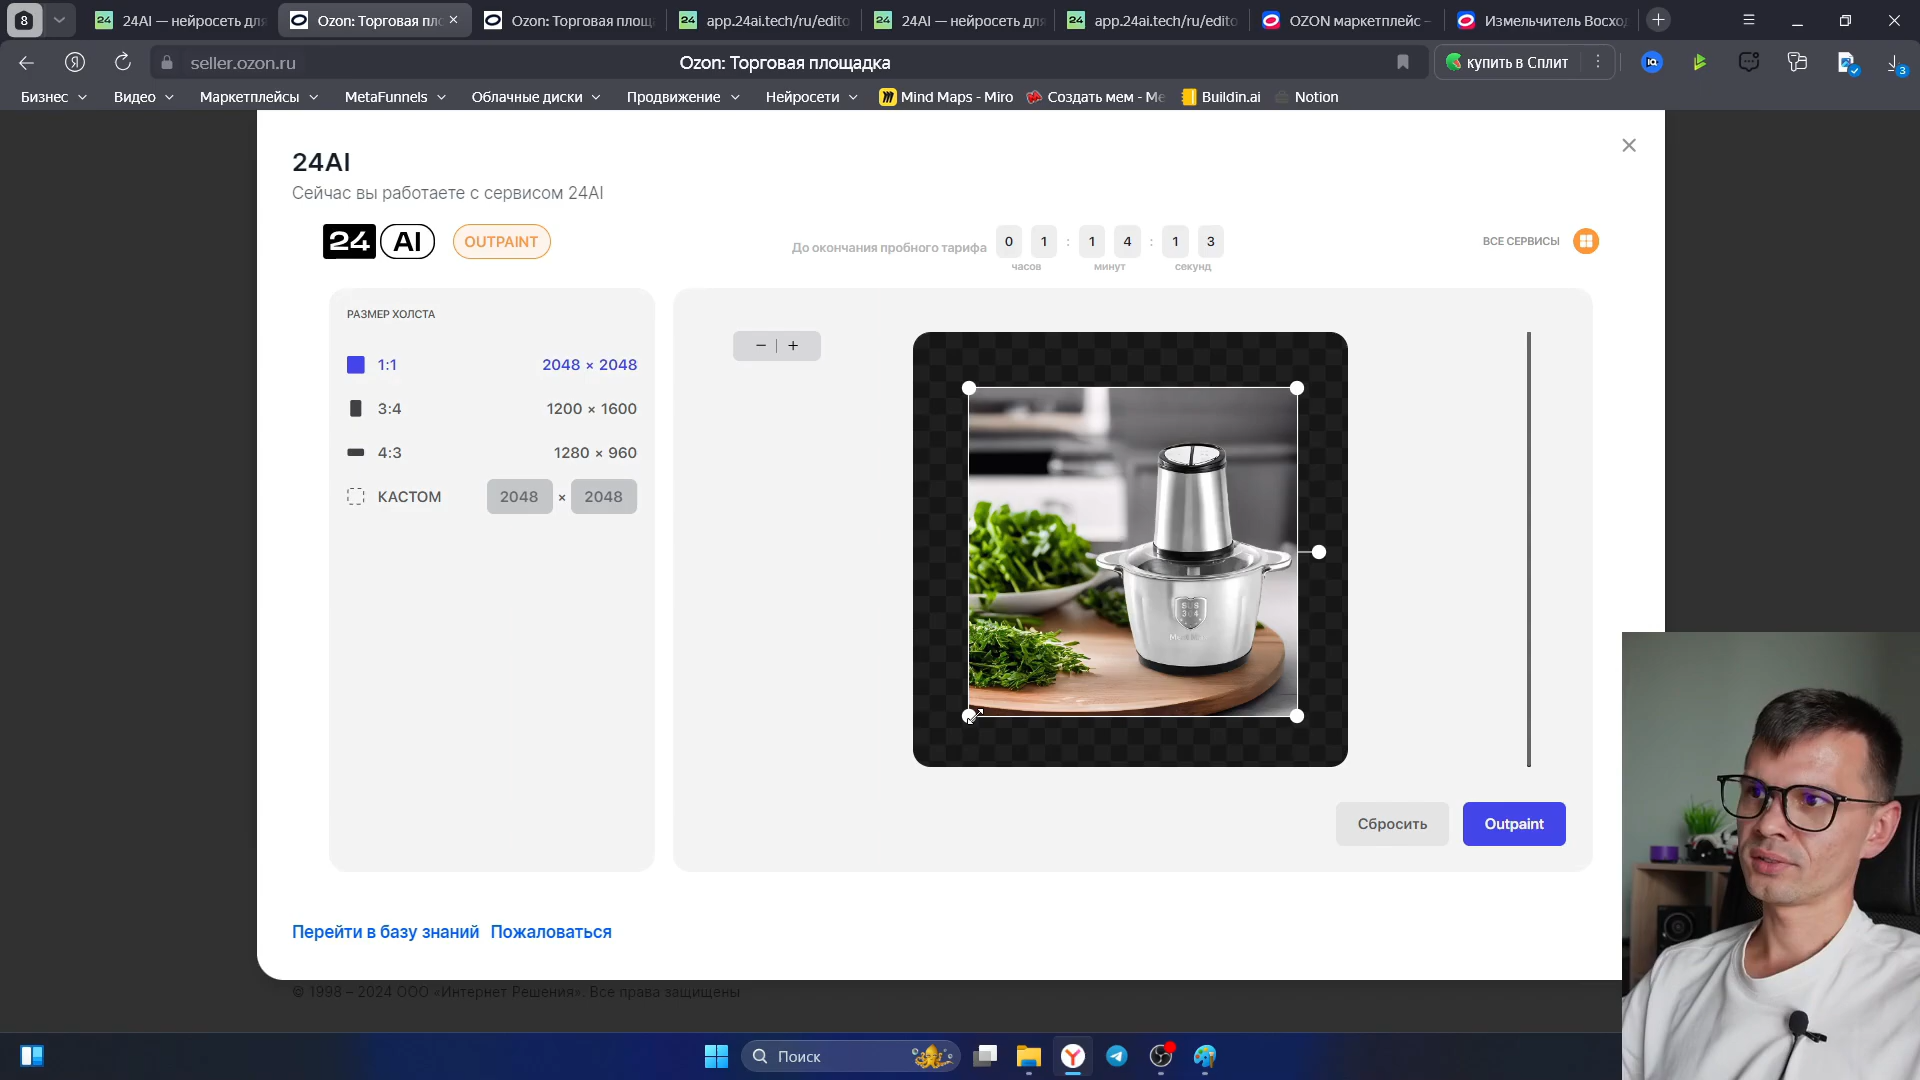 8
24AI — нейросеть для
Ozon: Торговая пл
Ozon: Торговая площ
app.24ai.tech/ru/edito
24AI — нейросеть для
app.24ai.tech/ru/edito
OZON маркетплейс –
Измельчитель Восхо
seller.ozon.ru
Ozon: Торговая площадка
купить в Сплит
3
Бизнес
Видео
Маркетплейсы
MetaFunnels
Облачные диски
Продвижение
Нейросети
Mind Maps - Miro
Создать мем - Me
Buildin.ai
Notion
24AI
Сейчас вы работаете с сервисом 24AI
24 AI
OUTPAINT
До окончания пробного тарифа
0 1 : 1 4 : 1 3
часов минут секунд
ВСЕ СЕРВИСЫ
РАЗМЕР ХОЛСТА
1:1 2048 × 2048
3:4 1200 × 1600
4:3 1280 × 960
КАСТОМ 2048 × 2048
− | +
SUS
304
Сбросить
Outpaint
Перейти в базу знаний Пожаловаться
© 1998 – 2024 ООО «Интернет Решения». Все права защищены
Поиск